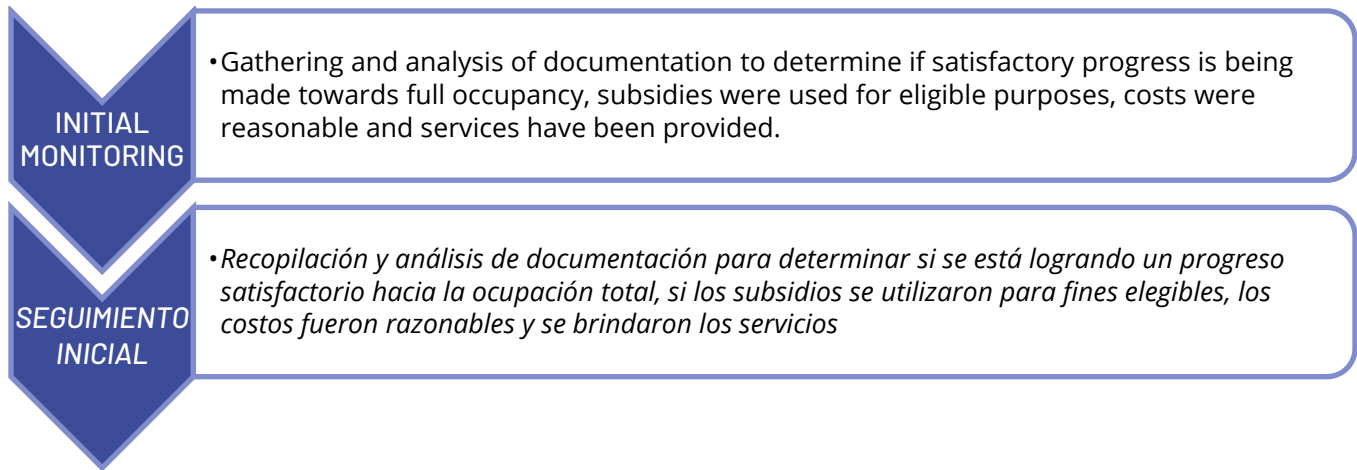 INITIAL
MONITORING
•Gathering and analysis of documentation to determine if satisfactory progress is being
made towards full occupancy, subsidies were used for eligible purposes, costs were
reasonable and services have been provided.
SEGUIMIENTO
INICIAL
•Recopilación y análisis de documentación para determinar si se está logrando un progreso
satisfactorio hacia la ocupación total, si los subsidios se utilizaron para fines elegibles, los
costos fueron razonables y se brindaron los servicios